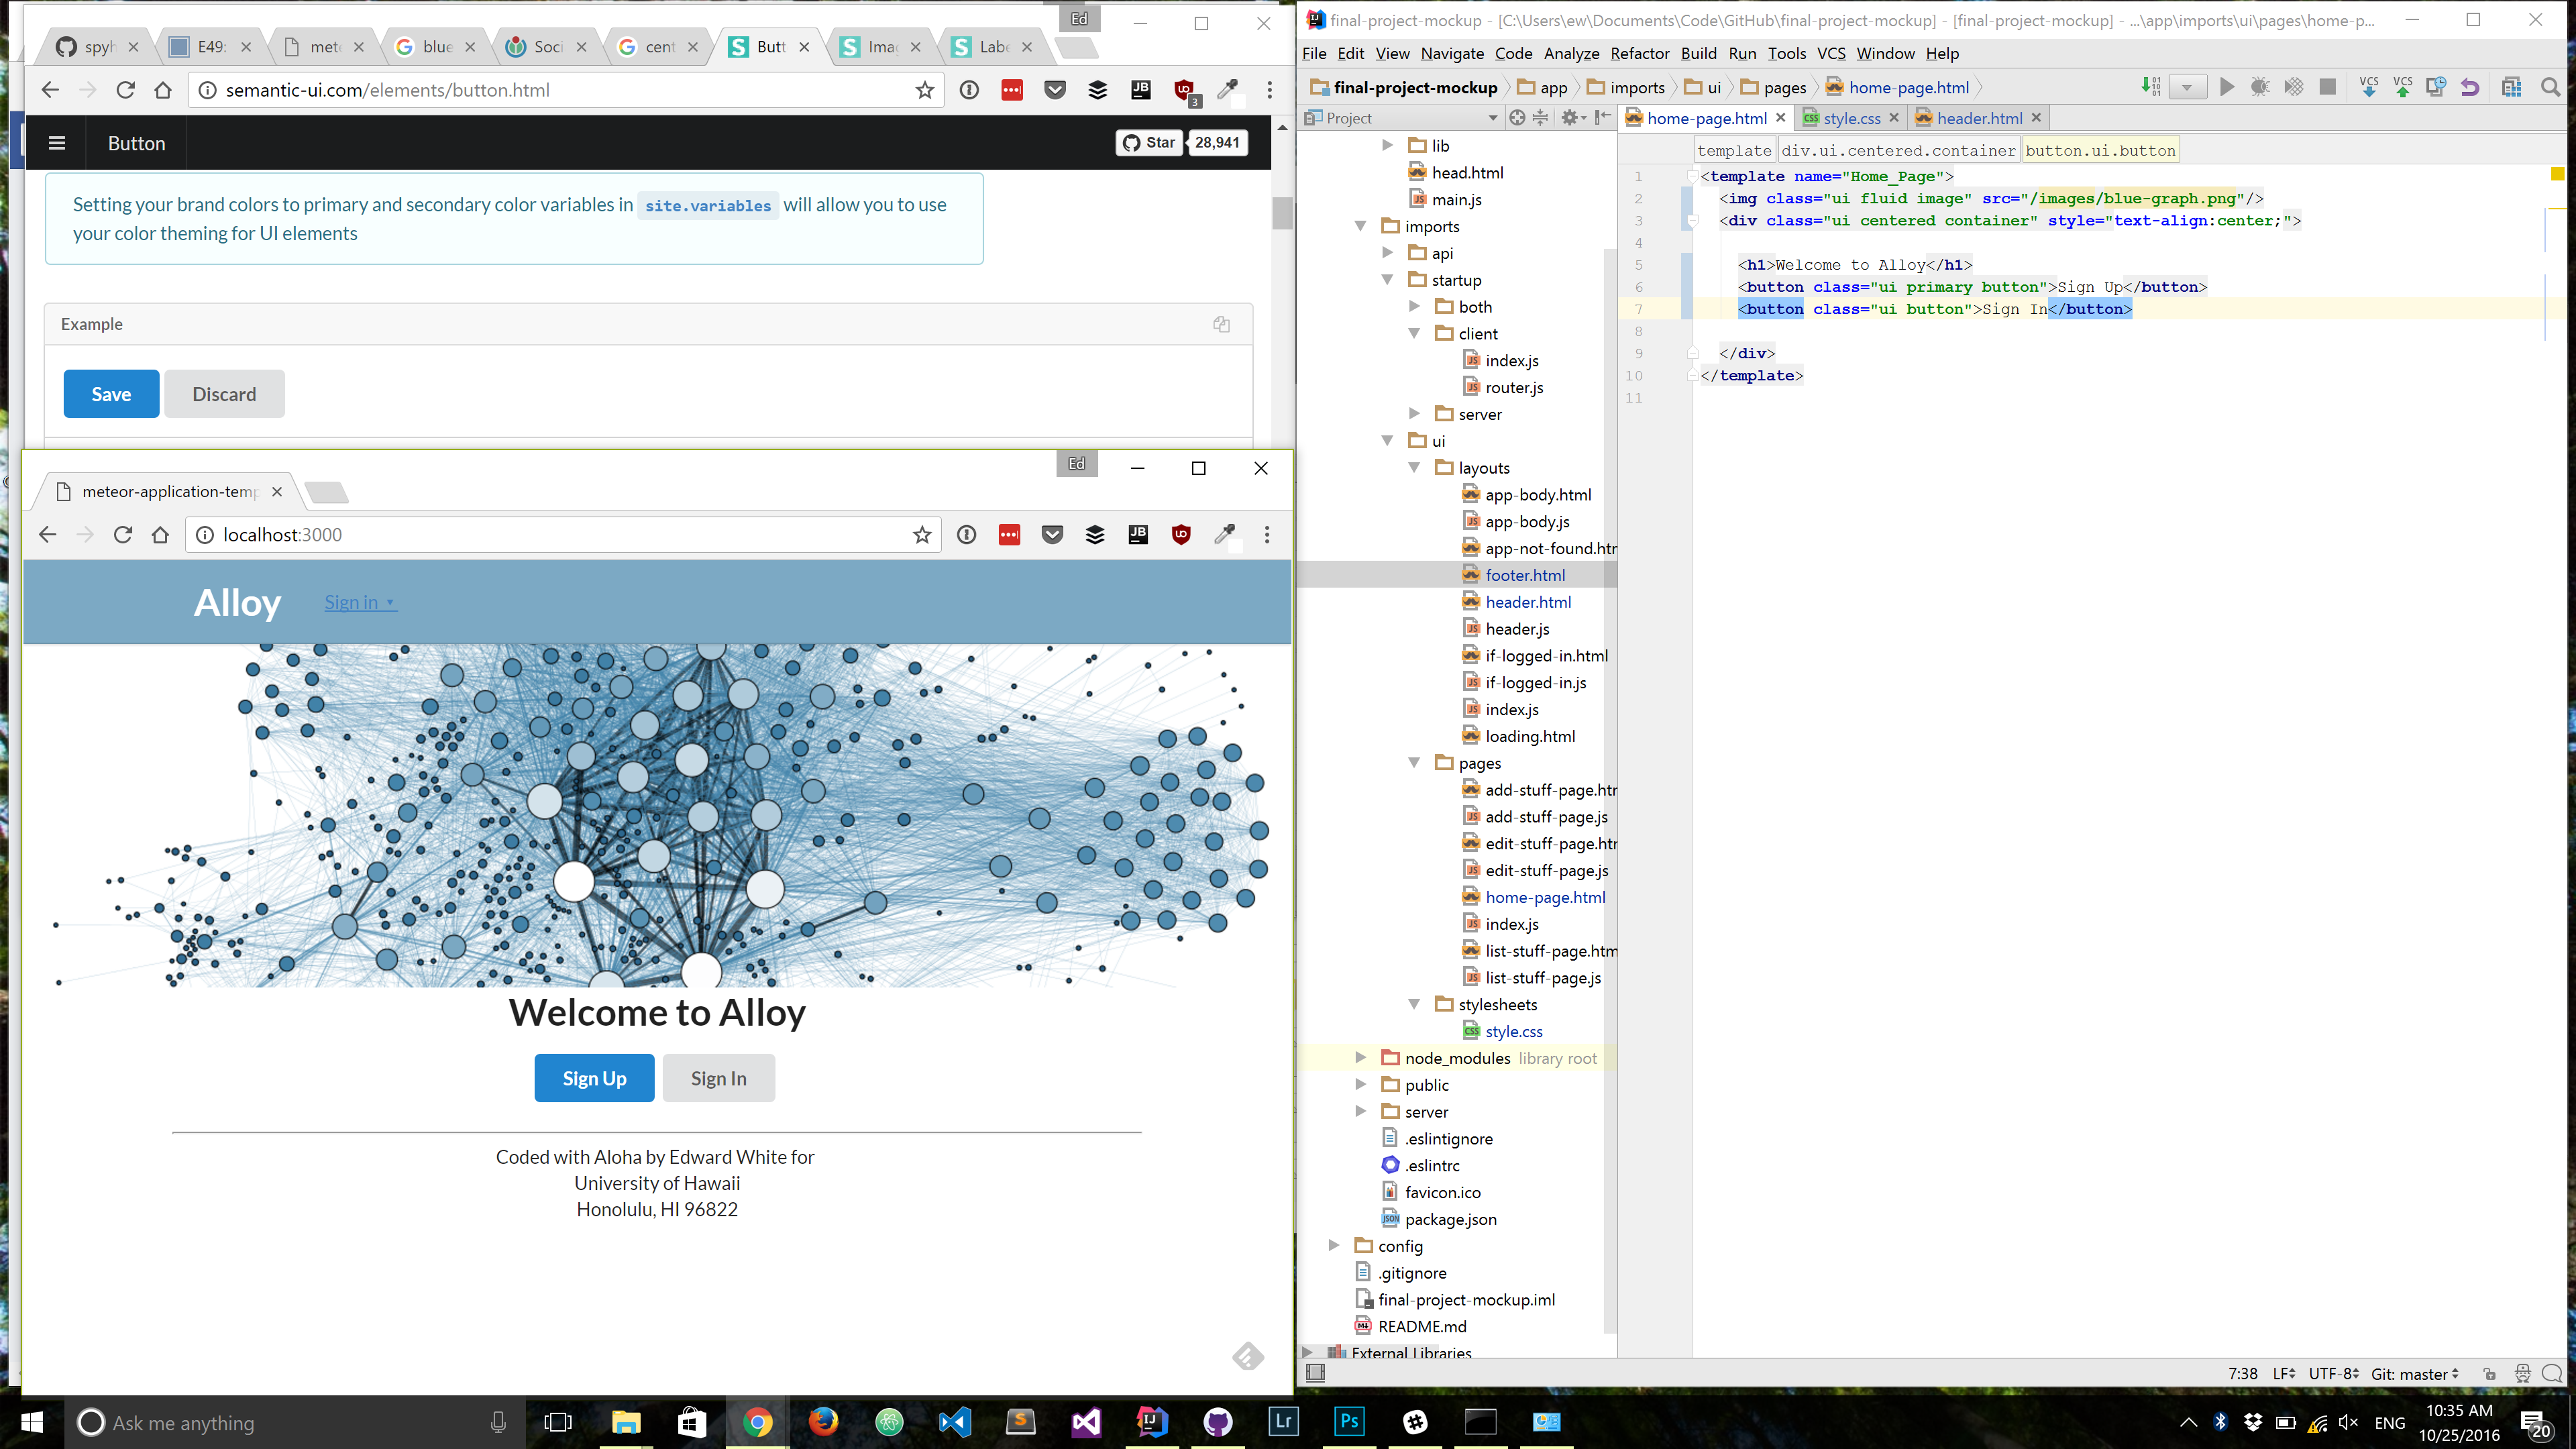 Ed
spyh
E49:
mete
blue
Soci
cent
Butt
Imag
Labe
semantic-ui.com/elements/button.html
3
Button
Star
28,941
Setting your brand colors to primary and secondary color variables in site.variables will allow you to use
your color theming for UI elements
Example
Save
Discard
Ed
meteor-application-temp
localhost:3000
Alloy
Sign in
Welcome to Alloy
Sign Up
Sign In
Coded with Aloha by Edward White for
University of Hawaii
Honolulu, HI 96822
final-project-mockup - [C:\Users\ew\Documents\Code\GitHub\final-project-mockup] - [final-project-mockup] - ...\app\imports\ui\pages\home-p...
File Edit View Navigate Code Analyze Refactor Build Run Tools VCS Window Help
final-project-mockup app imports ui pages home-page.html
VCS VCS
Project
lib
head.html
main.js
imports
api
startup
both
client
index.js
router.js
server
ui
layouts
app-body.html
app-body.js
app-not-found.htm
footer.html
header.html
header.js
if-logged-in.html
if-logged-in.js
index.js
loading.html
pages
add-stuff-page.htm
add-stuff-page.js
edit-stuff-page.htm
edit-stuff-page.js
home-page.html
index.js
list-stuff-page.htm
list-stuff-page.js
stylesheets
style.css
node_modules library root
public
server
.eslintignore
.eslintrc
favicon.ico
package.json
config
.gitignore
final-project-mockup.iml
README.md
External Libraries
home-page.html
style.css
header.html
template div.ui.centered.container button.ui.button
1 <template name="Home_Page">
2 <img class="ui fluid image" src="/images/blue-graph.png"/>
3 <div class="ui centered container" style="text-align:center;">
4
5 <h1>Welcome to Alloy</h1>
6 <button class="ui primary button">Sign Up</button>
7 <button class="ui button">Sign In</button>
8
9 </div>
10 </template>
11
7:38 LF UTF-8 Git: master
Ask me anything
Lr
Ps
ENG
10:35 AM
10/25/2016
20